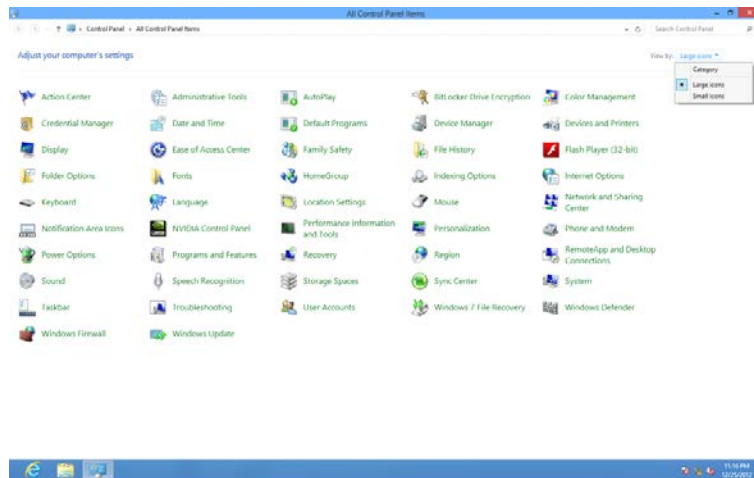 All Control Panel Items
Control Panel All Control Panel Items
Search Control Panel
Adjust your computer's settings
View by: Large icons
Category
Large icons
Small icons
Action Center Administrative Tools AutoPlay BitLocker Drive Encryption Color Management
Credential Manager Date and Time Default Programs Device Manager Devices and Printers
Display Ease of Access Center Family Safety File History Flash Player (32-bit)
Folder Options Fonts HomeGroup Indexing Options Internet Options
Keyboard Language Location Settings Mouse Network and Sharing
Center
Notification Area Icons NVIDIA Control Panel Performance Information
and Tools
Personalization Phone and Modem
Power Options Programs and Features Recovery Region RemoteApp and Desktop
Connections
Sound Speech Recognition Storage Spaces Sync Center System
Taskbar Troubleshooting User Accounts Windows 7 File Recovery Windows Defender
Windows Firewall Windows Update
11:16 PM
12/25/2012